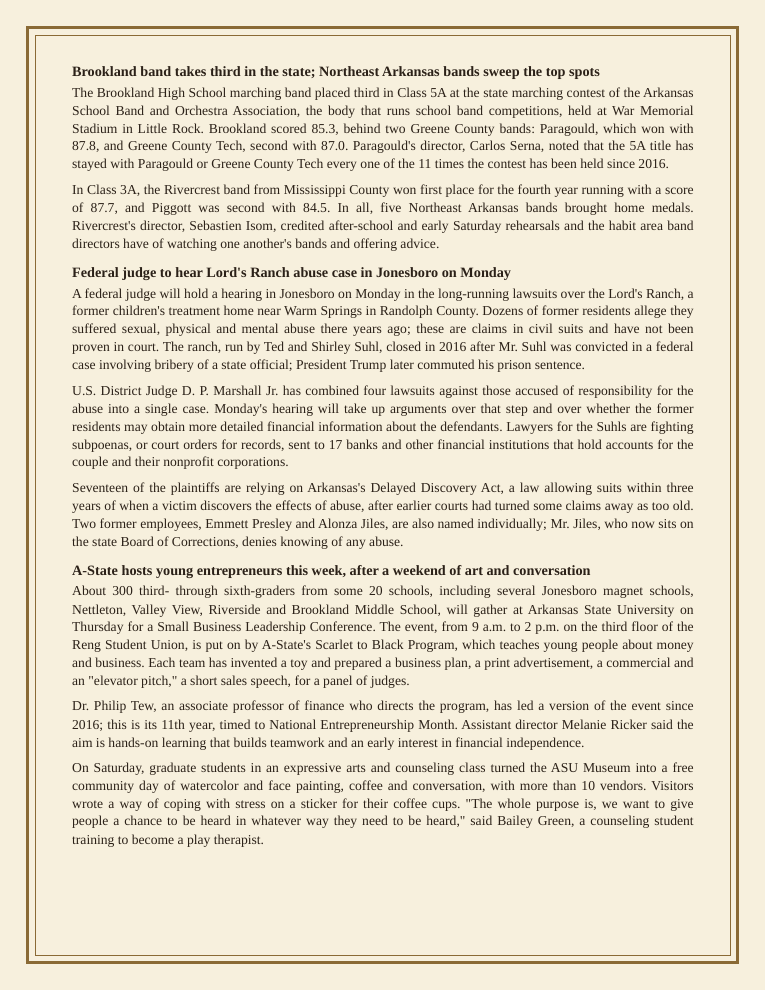 Brookland band takes third in the state; Northeast Arkansas bands sweep the top spots
The Brookland High School marching band placed third in Class 5A at the state marching contest of the Arkansas
School Band and Orchestra Association, the body that runs school band competitions, held at War Memorial
Stadium in Little Rock. Brookland scored 85.3, behind two Greene County bands: Paragould, which won with
87.8, and Greene County Tech, second with 87.0. Paragould's director, Carlos Serna, noted that the 5A title has
stayed with Paragould or Greene County Tech every one of the 11 times the contest has been held since 2016.
In Class 3A, the Rivercrest band from Mississippi County won first place for the fourth year running with a score
of 87.7, and Piggott was second with 84.5. In all, five Northeast Arkansas bands brought home medals.
Rivercrest's director, Sebastien Isom, credited after-school and early Saturday rehearsals and the habit area band
directors have of watching one another's bands and offering advice.
Federal judge to hear Lord's Ranch abuse case in Jonesboro on Monday
A federal judge will hold a hearing in Jonesboro on Monday in the long-running lawsuits over the Lord's Ranch, a
former children's treatment home near Warm Springs in Randolph County. Dozens of former residents allege they
suffered sexual, physical and mental abuse there years ago; these are claims in civil suits and have not been
proven in court. The ranch, run by Ted and Shirley Suhl, closed in 2016 after Mr. Suhl was convicted in a federal
case involving bribery of a state official; President Trump later commuted his prison sentence.
U.S. District Judge D. P. Marshall Jr. has combined four lawsuits against those accused of responsibility for the
abuse into a single case. Monday's hearing will take up arguments over that step and over whether the former
residents may obtain more detailed financial information about the defendants. Lawyers for the Suhls are fighting
subpoenas, or court orders for records, sent to 17 banks and other financial institutions that hold accounts for the
couple and their nonprofit corporations.
Seventeen of the plaintiffs are relying on Arkansas's Delayed Discovery Act, a law allowing suits within three
years of when a victim discovers the effects of abuse, after earlier courts had turned some claims away as too old.
Two former employees, Emmett Presley and Alonza Jiles, are also named individually; Mr. Jiles, who now sits on
the state Board of Corrections, denies knowing of any abuse.
A-State hosts young entrepreneurs this week, after a weekend of art and conversation
About 300 third- through sixth-graders from some 20 schools, including several Jonesboro magnet schools,
Nettleton, Valley View, Riverside and Brookland Middle School, will gather at Arkansas State University on
Thursday for a Small Business Leadership Conference. The event, from 9 a.m. to 2 p.m. on the third floor of the
Reng Student Union, is put on by A-State's Scarlet to Black Program, which teaches young people about money
and business. Each team has invented a toy and prepared a business plan, a print advertisement, a commercial and
an "elevator pitch," a short sales speech, for a panel of judges.
Dr. Philip Tew, an associate professor of finance who directs the program, has led a version of the event since
2016; this is its 11th year, timed to National Entrepreneurship Month. Assistant director Melanie Ricker said the
aim is hands-on learning that builds teamwork and an early interest in financial independence.
On Saturday, graduate students in an expressive arts and counseling class turned the ASU Museum into a free
community day of watercolor and face painting, coffee and conversation, with more than 10 vendors. Visitors
wrote a way of coping with stress on a sticker for their coffee cups. "The whole purpose is, we want to give
people a chance to be heard in whatever way they need to be heard," said Bailey Green, a counseling student
training to become a play therapist.